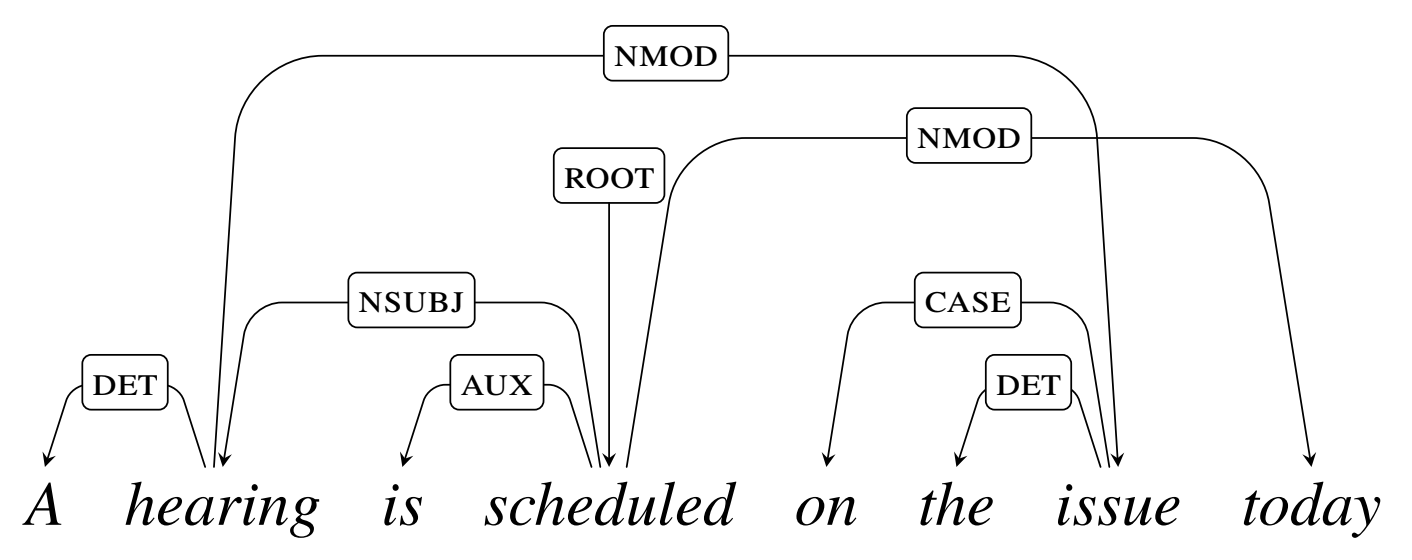 NMOD
NMOD
ROOT
NSUBJ CASE
DET AUX DET
A hearing is scheduled on the issue today